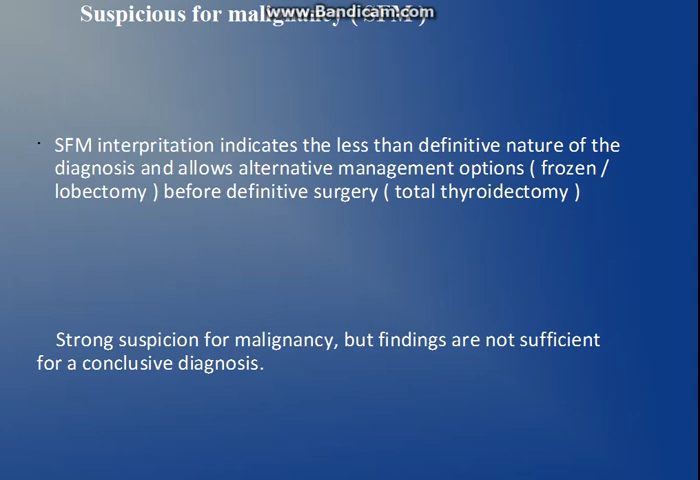 Suspicious for malignancy ( SFM )
www.Bandicam.com
· SFM interpritation indicates the less than definitive nature of the
diagnosis and allows alternative management options ( frozen /
lobectomy ) before definitive surgery ( total thyroidectomy )
Strong suspicion for malignancy, but findings are not sufficient
for a conclusive diagnosis.